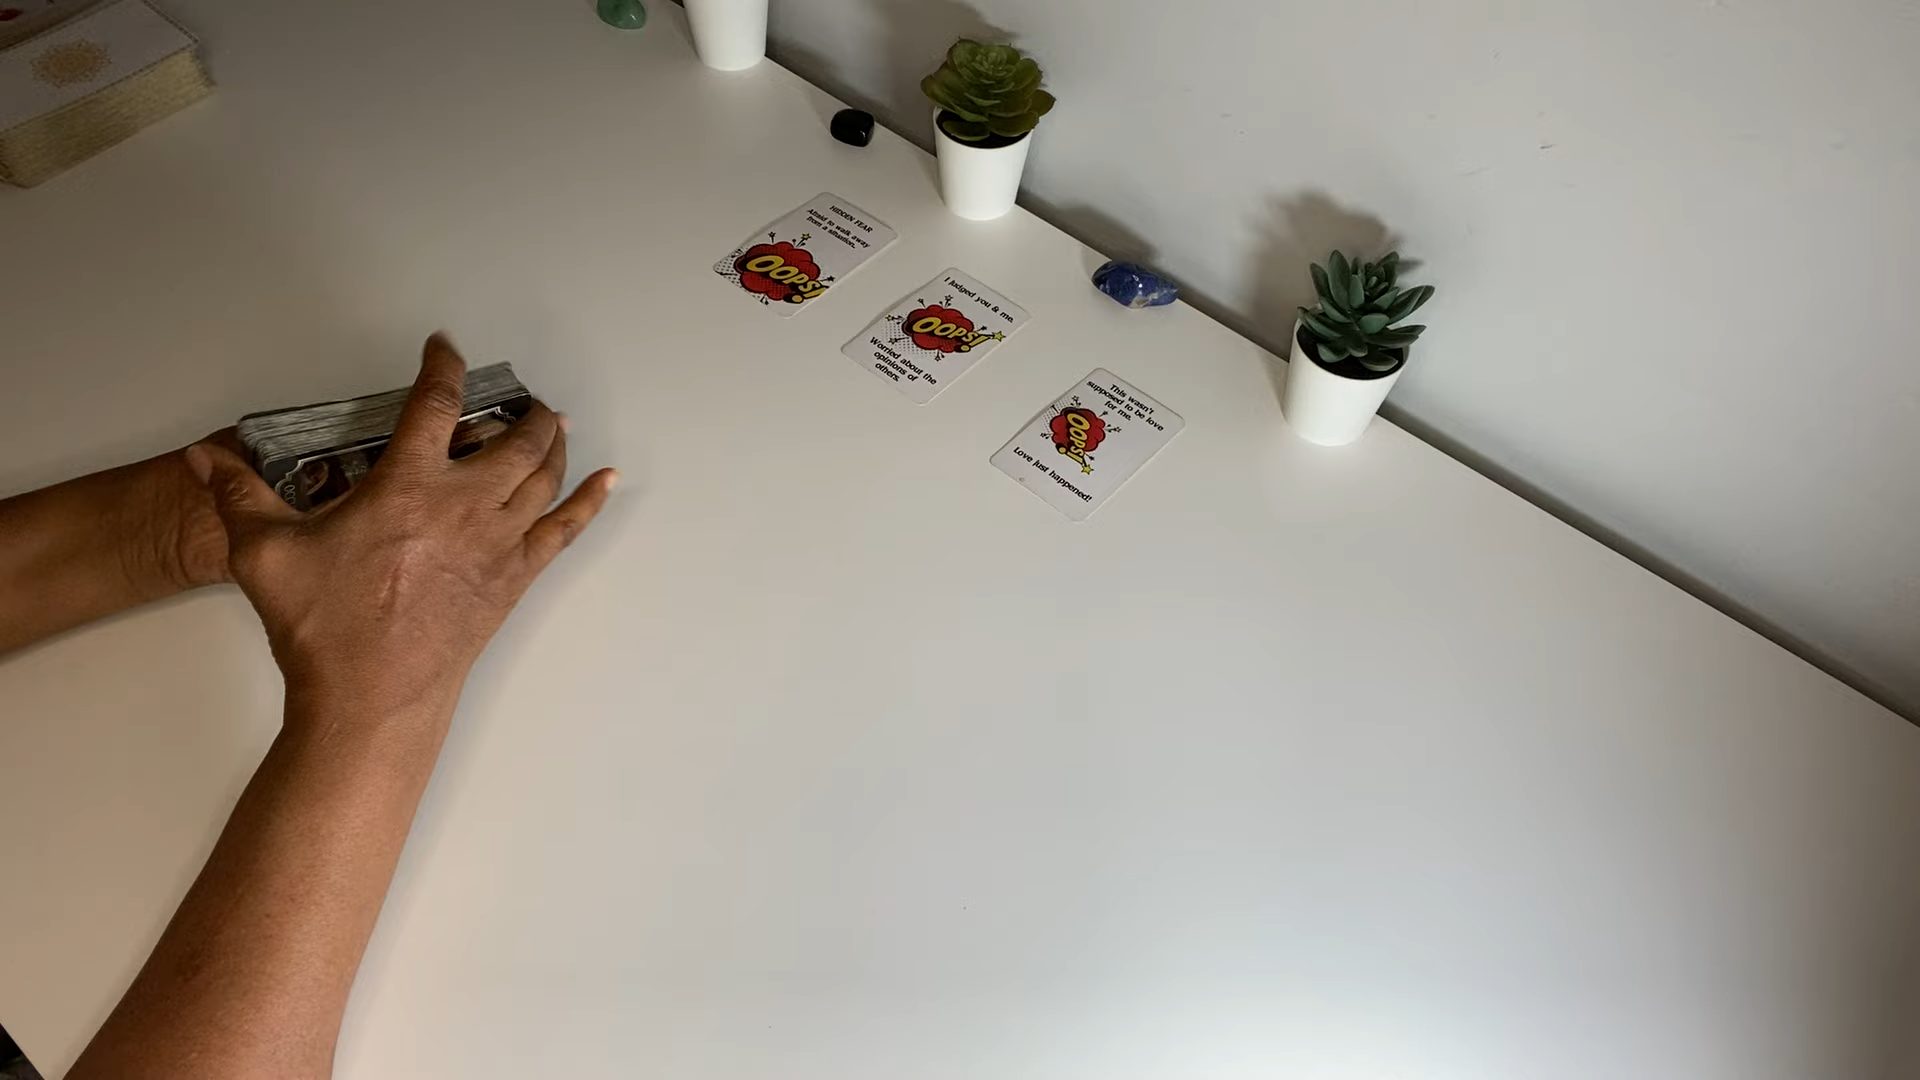 HIDDEN FEAR
Afraid to walk away
from a situation.
OOPS!
I judged you & me.
OOPS!
Worried about the
opinions of
others.
This wasn't
supposed to be love
for me.
OOPS!
Love just happened!